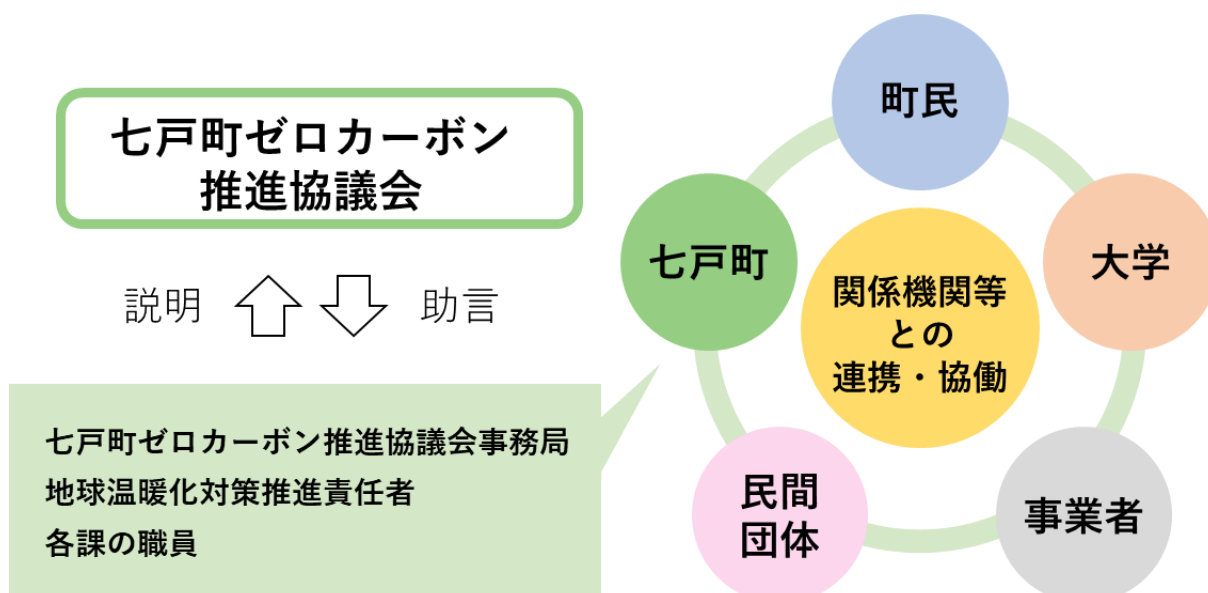 七戸町ゼロカーボン
推進協議会
説明
助言
七戸町ゼロカーボン推進協議会事務局
地球温暖化対策推進責任者
各課の職員
町民
七戸町
大学
関係機関等
との
連携・協働
民間
団体
事業者